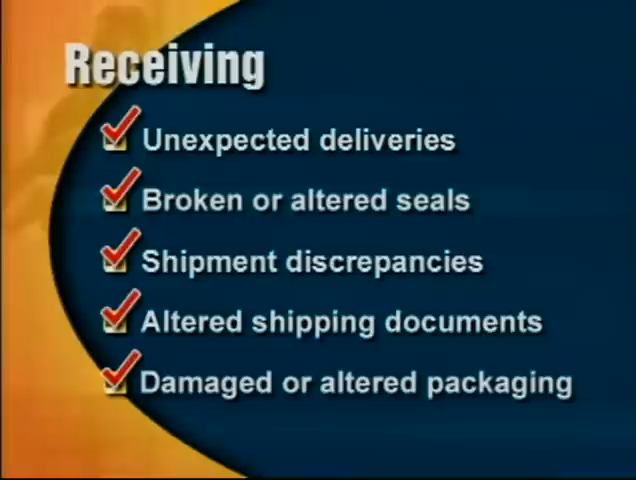 Receiving
Unexpected deliveries
Broken or altered seals
Shipment discrepancies
Altered shipping documents
Damaged or altered packaging